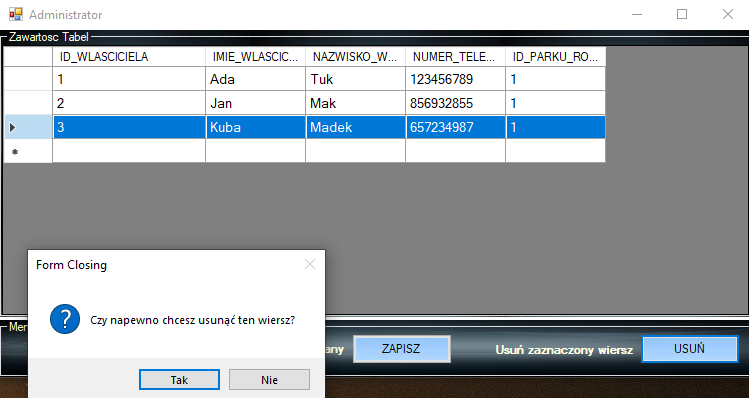 Administrator
Zawartosc Tabel
ID_WLASCICIELA IMIE_WLASCIC... NAZWISKO_W... NUMER_TELE... ID_PARKU_RO...
1 Ada Tuk 123456789 1
2 Jan Mak 856932855 1
3 Kuba Madek 657234987 1
Form Closing
Czy napewno chcesz usunąć ten wiersz?
Tak Nie
ZAPISZ
Usuń zaznaczony wiersz
USUŃ